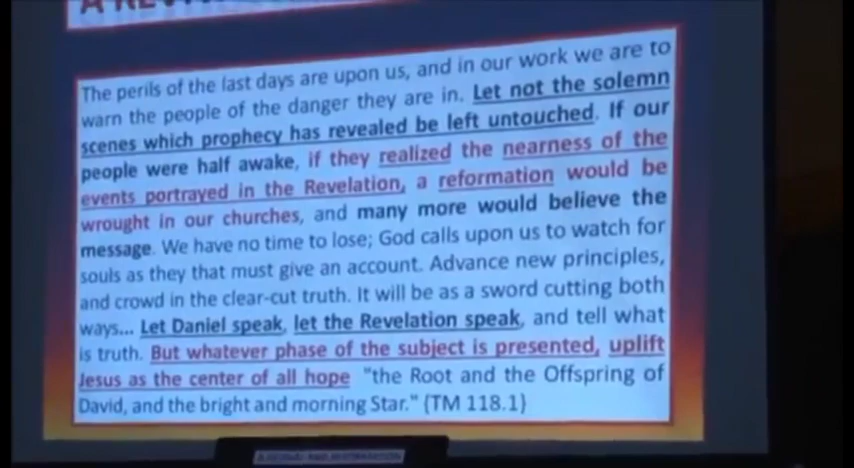 The perils of the last days are upon us, and in our work we are to
warn the people of the danger they are in. Let not the solemn
scenes which prophecy has revealed be left untouched. If our
people were half awake, if they realized the nearness of the
events portrayed in the Revelation, a reformation would be
wrought in our churches, and many more would believe the
message. We have no time to lose; God calls upon us to watch for
souls as they that must give an account. Advance new principles,
and crowd in the clear-cut truth. It will be as a sword cutting both
ways... Let Daniel speak, let the Revelation speak, and tell what
is truth. But whatever phase of the subject is presented, uplift
Jesus as the center of all hope "the Root and the Offspring of
David, and the bright and morning Star." {TM 118.1}